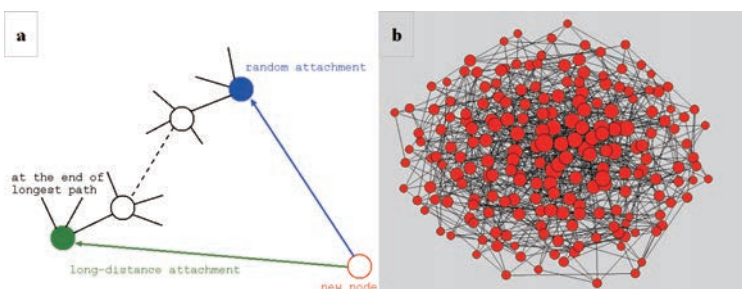 a
random attachment
at the end of
longest path
long-distance attachment
new node
b